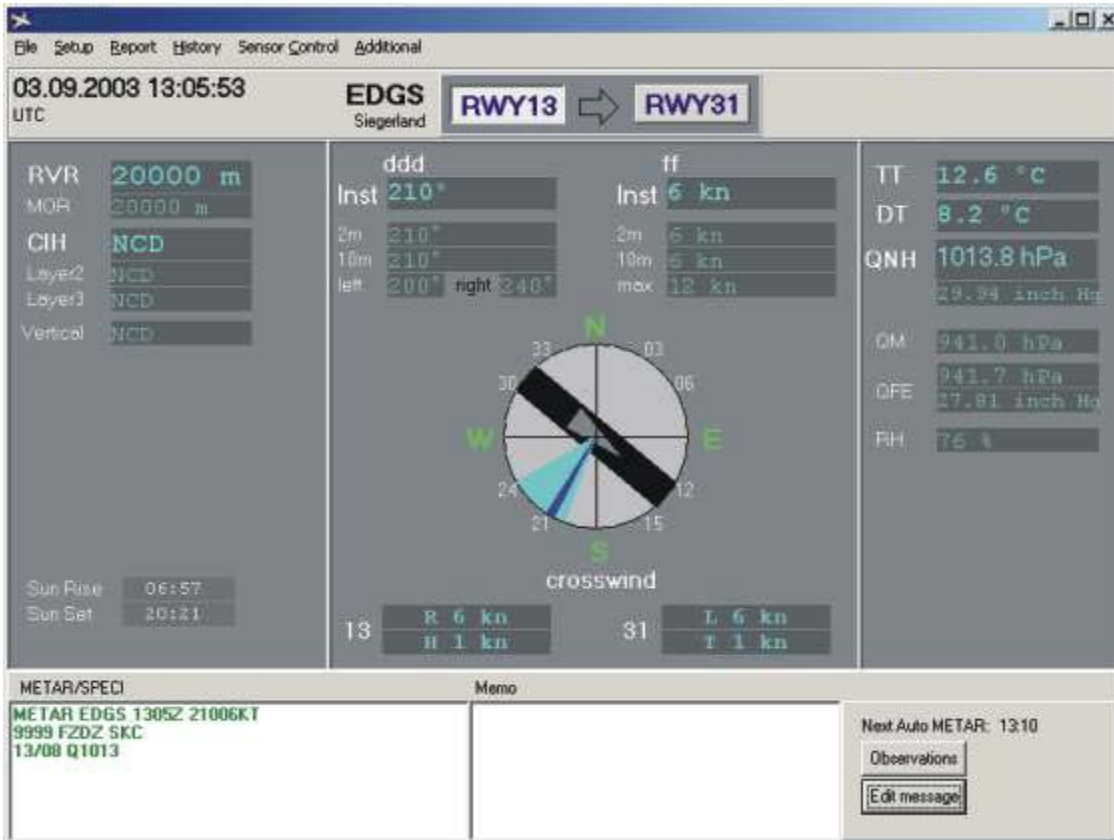 File Setup Report History Sensor Control Additional
03.09.2003 13:05:53
UTC
EDGS
Siegerland
RWY13 RWY31
RVR 20000 m
MOR 20000 m
CIH NCD
Layer2 NCD
Layer3 NCD
Vertical NCD
Sun Rise 06:57
Sun Set 20:21
ddd ff
Inst 210° Inst 6 kn
2m 210° 2m 6 kn
10m 210° 10m 6 kn
left 200° right 240° max 12 kn
N
33 03
30 06
W E
24 12
21 15
S
crosswind
13 R 6 kn 31 L 6 kn
H 1 kn T 1 kn
TT 12.6 °C
DT 8.2 °C
QNH 1013.8 hPa
29.94 inch Hg
QM 941.0 hPa
QFE 941.7 hPa
27.81 inch Hg
RH 76 %
METAR/SPECI
METAR EDGS 1305Z 21006KT
9999 FZDZ SKC
13/08 Q1013
Memo
Next Auto METAR: 13:10
Observations
Edit message